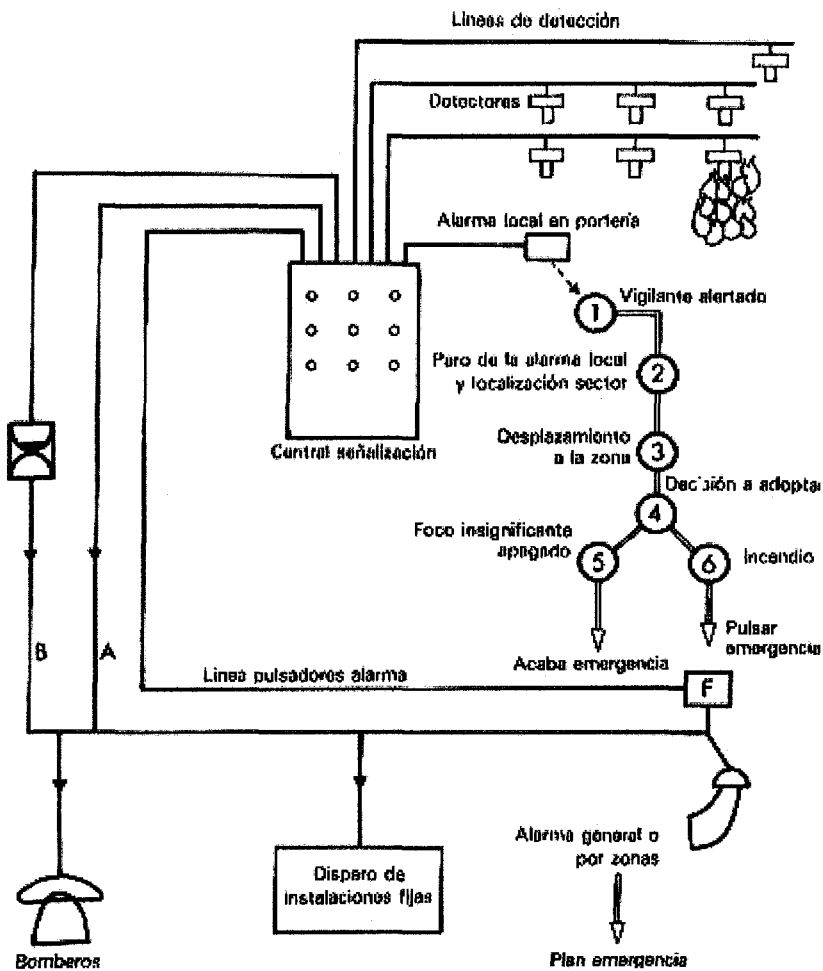 Líneas de detección
Detectores
Alarma local en portería
Vigilante alertado
1
Paro de la alarma local
y localización sector
2
Central señalización
Desplazamiento
a la zona
3
Decisión a adoptar
4
Foco insignificante
apagado
5
6
Incendio
Pulsar
emergencia
Acaba emergencia
B
A
Línea pulsadores alarma
F
Alarma general o
por zonas
Disparo de
instalaciones fijas
Bomberos
Plan emergencia